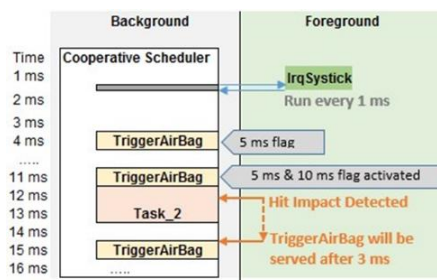 Background
Foreground
Time
Cooperative Scheduler
1 ms
IrqSystick
2 ms
Run every 1 ms
3 ms
4 ms
TriggerAirBag
5 ms flag
.....
11 ms
TriggerAirBag
5 ms & 10 ms flag activated
12 ms
Hit Impact Detected
13 ms
Task_2
14 ms
TriggerAirBag will be
15 ms
TriggerAirBag
served after 3 ms
16 ms
.....